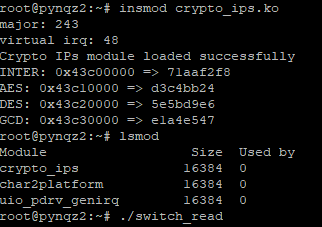 root@pynqz2:~# insmod crypto_ips.ko
major: 243
virtual irq: 48
Crypto IPs module loaded successfully
INTER: 0x43c00000 => 71aaf2f8
AES: 0x43c10000 => d3c4bb24
DES: 0x43c20000 => 5e5bd9e6
GCD: 0x43c30000 => e1a4e547
root@pynqz2:~# lsmod
Module Size Used by
crypto_ips 16384 0
char2platform 16384 0
uio_pdrv_genirq 16384 0
root@pynqz2:~# ./switch_read